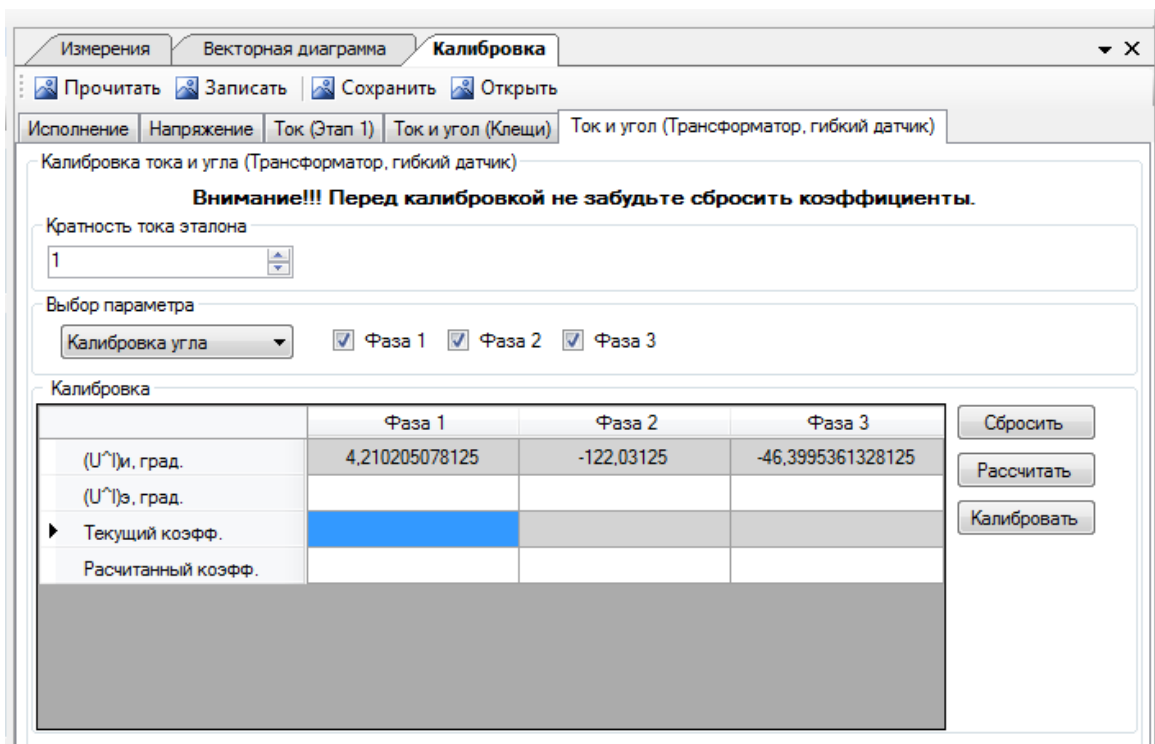 Измерения Векторная диаграмма Калибровка
Прочитать Записать Сохранить Открыть
Исполнение Напряжение Ток (Этап 1) Ток и угол (Клещи) Ток и угол (Трансформатор, гибкий датчик)
Калибровка тока и угла (Трансформатор, гибкий датчик)
Внимание!!! Перед калибровкой не забудьте сбросить коэффициенты.
Кратность тока эталона
1
Выбор параметра
Калибровка угла Фаза 1 Фаза 2 Фаза 3
Калибровка
Фаза 1 Фаза 2 Фаза 3 Сбросить
(U^I)и, град. 4,210205078125 -122,03125 -46,3995361328125
Рассчитать
(U^I)э, град.
Текущий коэфф. Калибровать
Расчитанный коэфф.